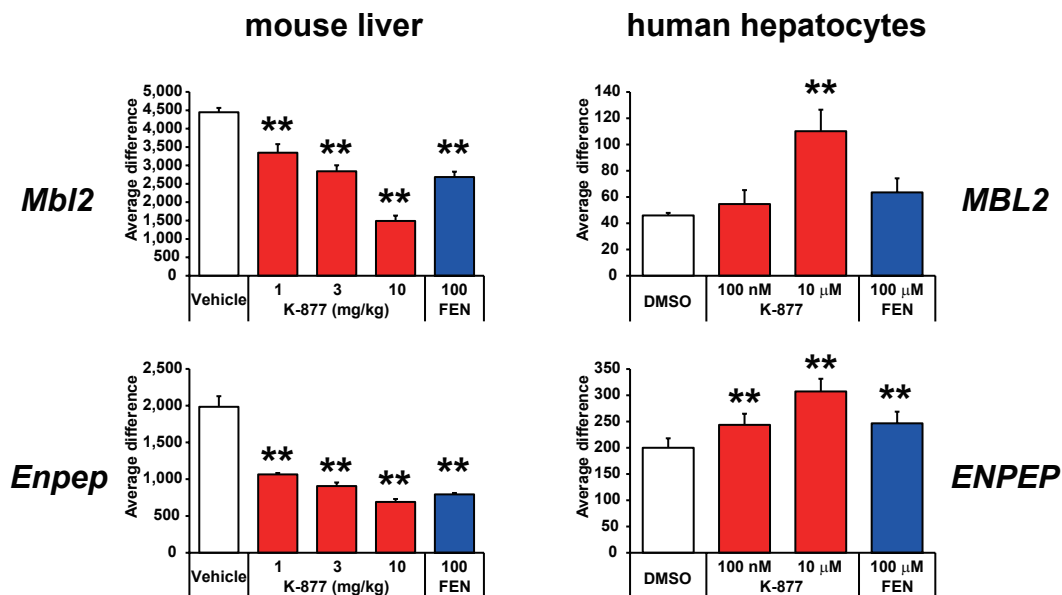 mouse liver
human hepatocytes
Mbl2
Average difference
5,000
4,500
4,000
3,500
3,000
2,500
2,000
1,500
1,000
500
0
**
**
**
**
Vehicle
1 3 10 100
K-877 (mg/kg) FEN
Average difference
140
120
100
80
60
40
20
0
**
DMSO
100 nM 10 μM 100 μM
K-877 FEN
MBL2
Enpep
Average difference
2,500
2,000
1,500
1,000
500
0
**
**
**
**
Vehicle
1 3 10 100
K-877 (mg/kg) FEN
Average difference
350
300
250
200
150
100
50
0
**
**
**
DMSO
100 nM 10 μM 100 μM
K-877 FEN
ENPEP